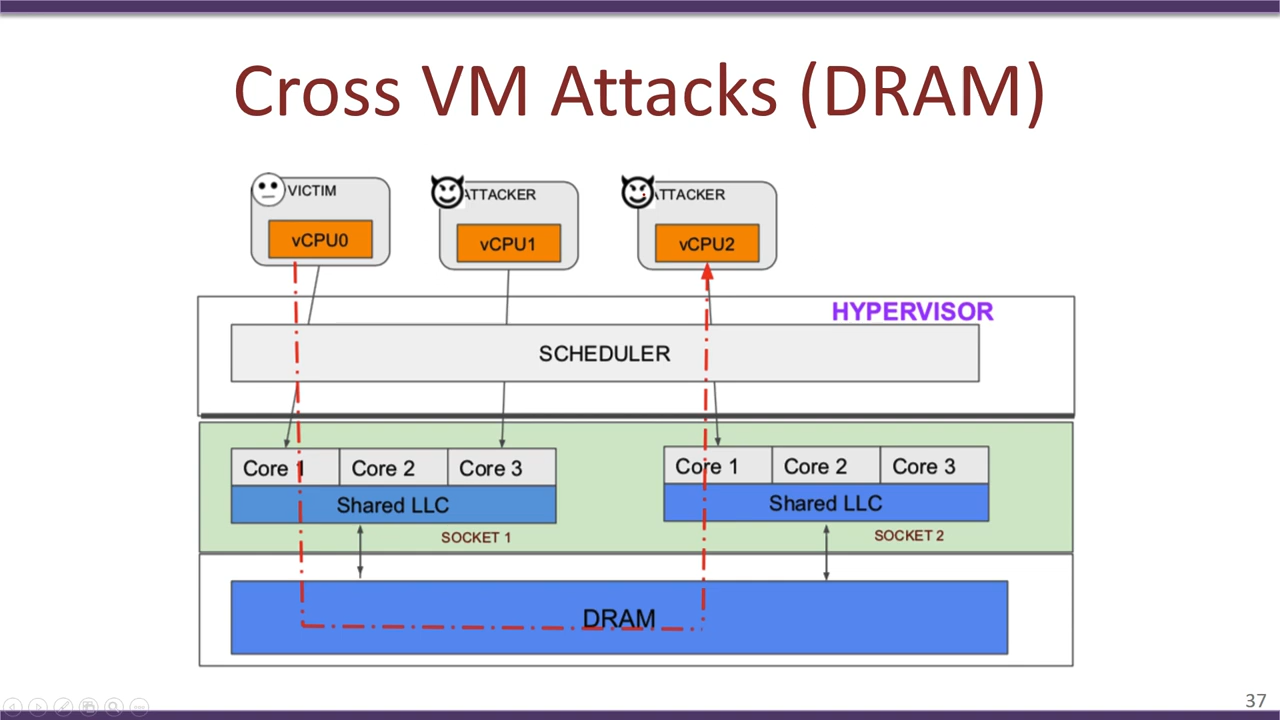 Cross VM Attacks (DRAM)
VICTIM
vCPU0
ATTACKER
vCPU1
ATTACKER
vCPU2
HYPERVISOR
SCHEDULER
Core 1
Core 2
Core 3
Shared LLC
SOCKET 1
Core 1
Core 2
Core 3
Shared LLC
SOCKET 2
DRAM
37